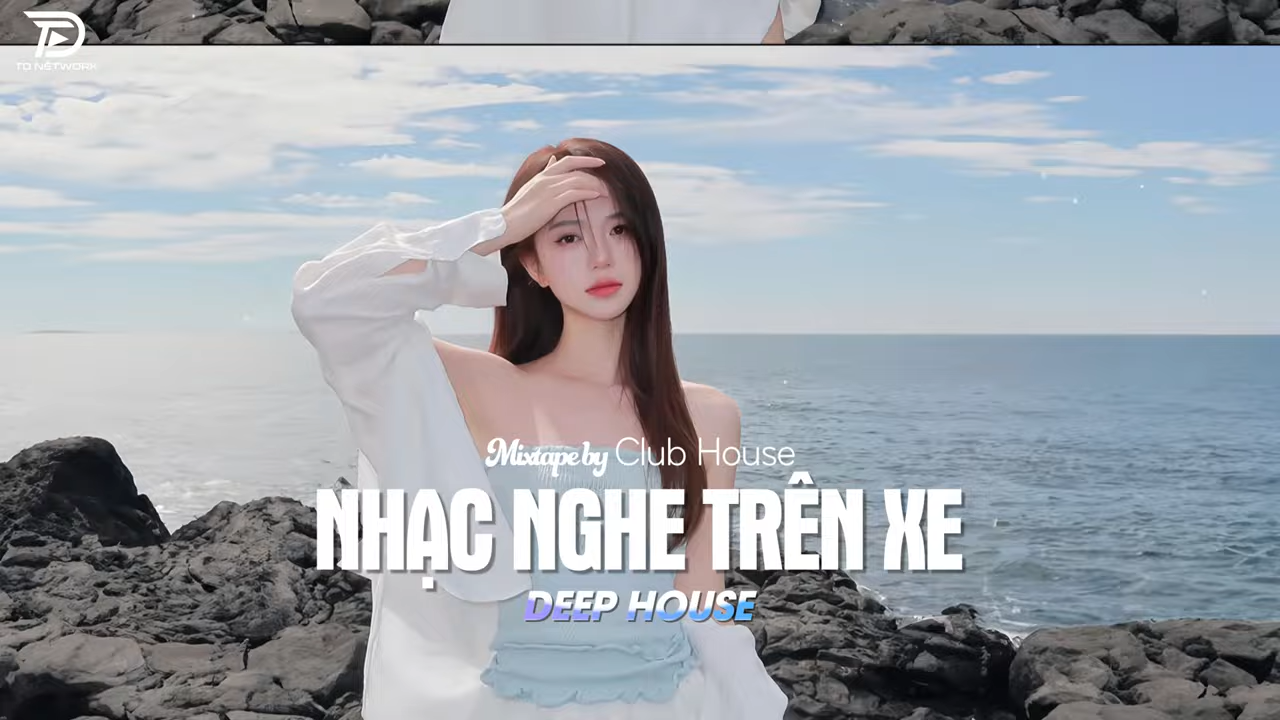 TD NETWORK
Mixtape by Club House
NHẠC NGHE TRÊN XE
DEEP HOUSE